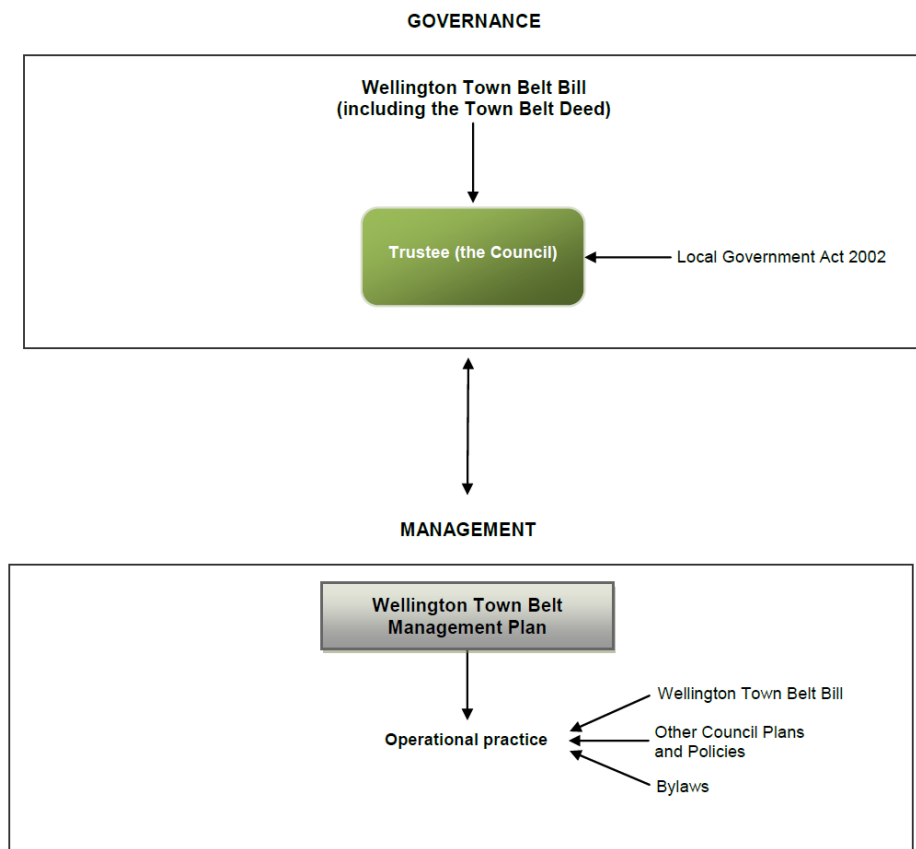 GOVERNANCE
Wellington Town Belt Bill
(including the Town Belt Deed)
Trustee (the Council)
Local Government Act 2002
MANAGEMENT
Wellington Town Belt
Management Plan
Wellington Town Belt Bill
Operational practice
Other Council Plans
and Policies
Bylaws